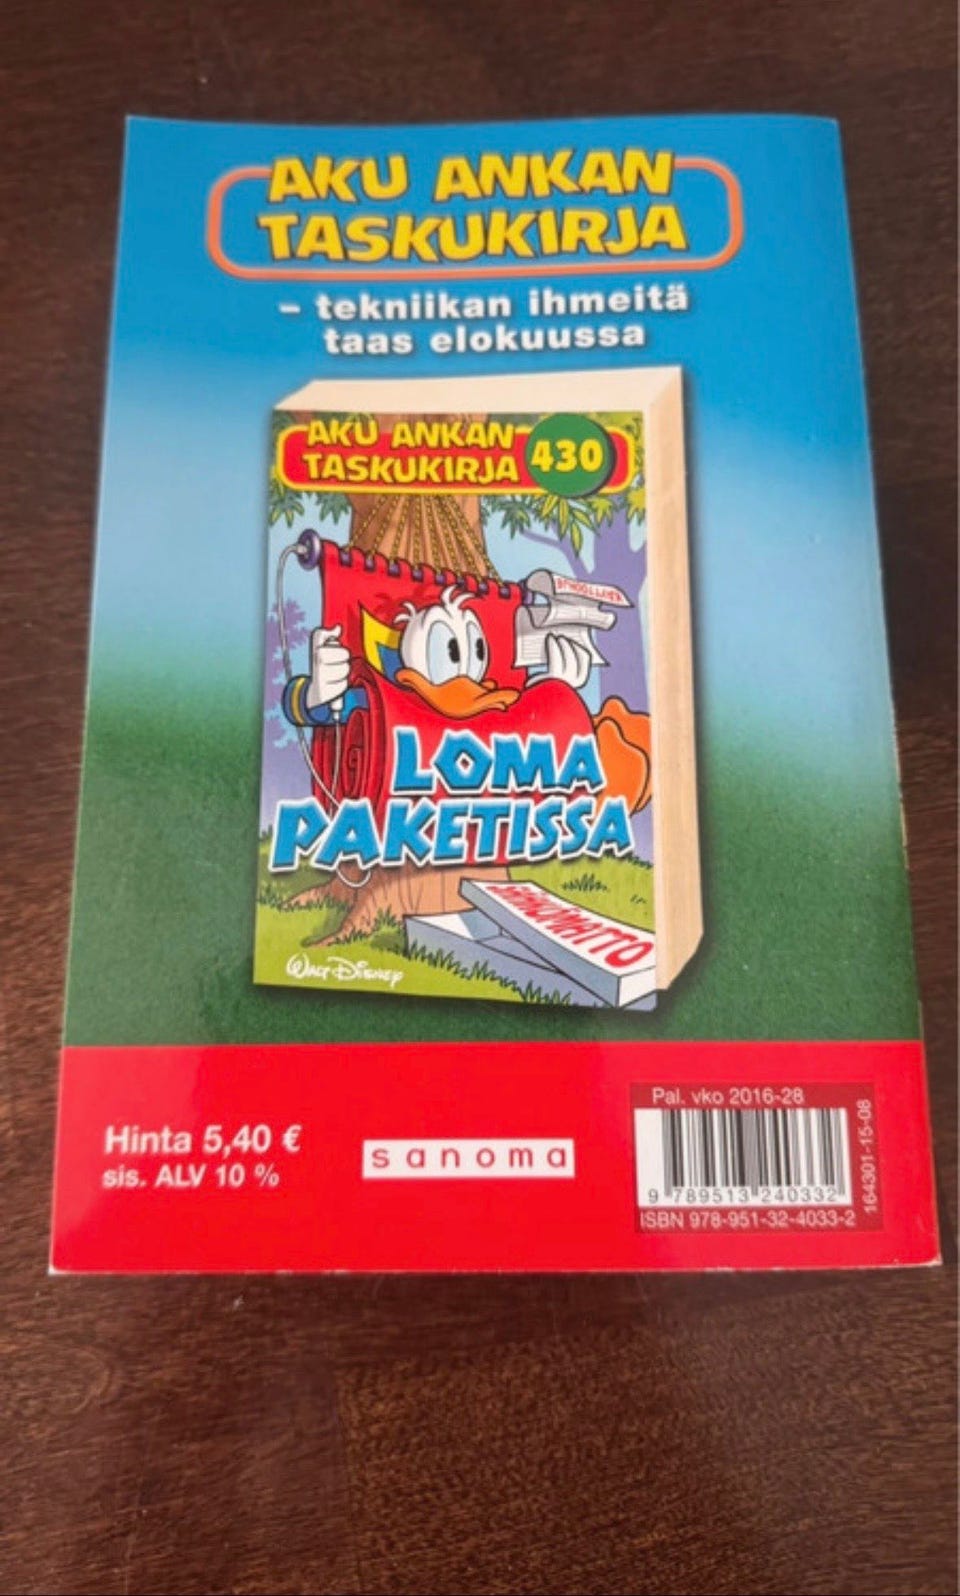 AKU ANKAN
TASKUKIRJA
– tekniikan ihmeitä
taas elokuussa
AKU ANKAN
TASKUKIRJA
430
LOMA
PAKETISSA
WALT DISNEY
Hinta 5,40 €
sis. ALV 10 %
sanoma
Pal. vko 2016-28
9 789513 240332
ISBN 978-951-32-4033-2
164301-15-08